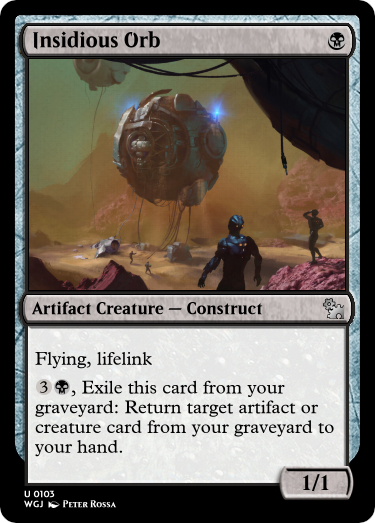 Insidious Orb
Artifact Creature — Construct
Flying, lifelink
3, Exile this card from your
graveyard: Return target artifact or
creature card from your graveyard to
your hand.
1/1
U 0103
WGJ Peter Rossa